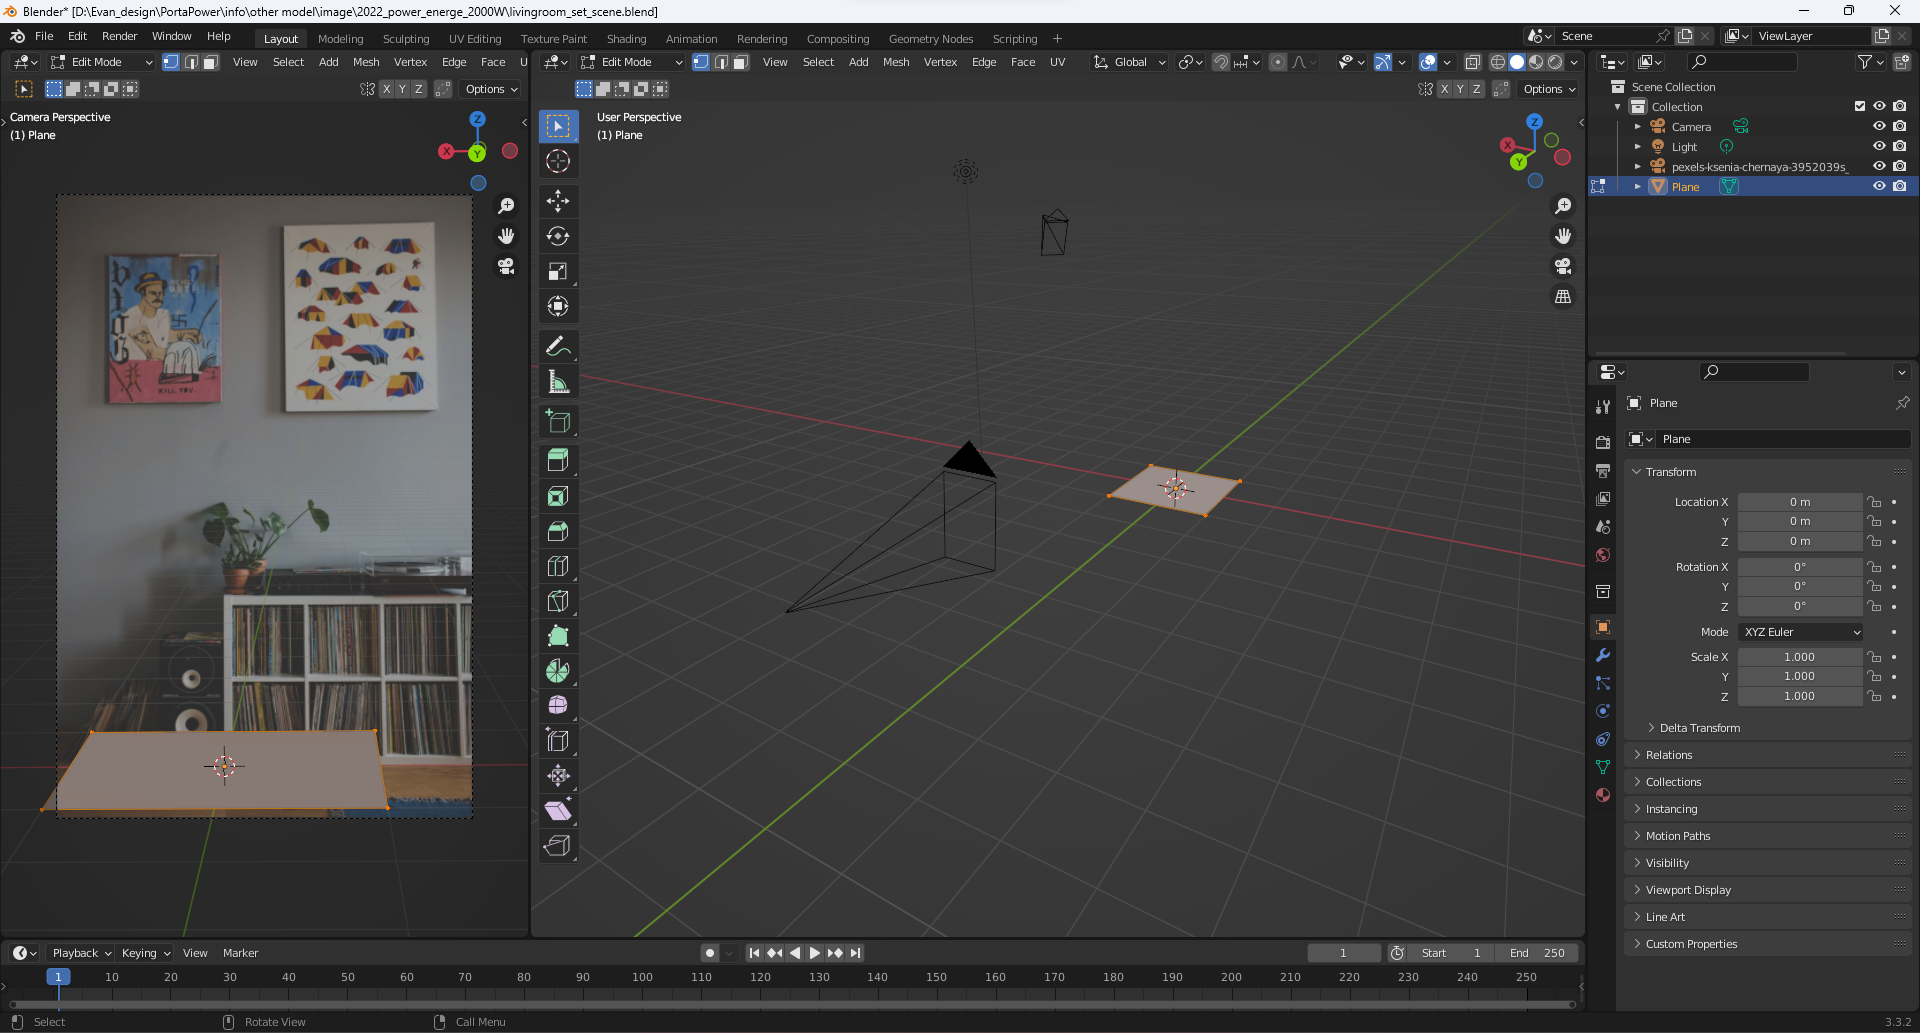 Blender* [D:\Evan_design\PortaPower\info\other model\image\2022_power_energe_2000W\livingroom_set_scene.blend]
File Edit Render Window Help Layout Modeling Sculpting UV Editing Texture Paint Shading Animation Rendering Compositing Geometry Nodes Scripting + Scene ViewLayer
Edit Mode View Select Add Mesh Vertex Edge Face U Edit Mode View Select Add Mesh Vertex Edge Face UV Global
X Y Z Options X Y Z Options
Camera Perspective
(1) Plane
User Perspective
(1) Plane
Z
X
Y
Z
X
Y
KILL TRV.
Scene Collection
Collection
Camera
Light
pexels-ksenia-chernaya-3952039s_
Plane
Plane
Plane
Transform
Location X 0 m
Y 0 m
Z 0 m
Rotation X 0°
Y 0°
Z 0°
Mode XYZ Euler
Scale X 1.000
Y 1.000
Z 1.000
Delta Transform
Relations
Collections
Instancing
Motion Paths
Visibility
Viewport Display
Line Art
Custom Properties
Playback Keying View Marker 1 Start 1 End 250
1 10 20 30 40 50 60 70 80 90 100 110 120 130 140 150 160 170 180 190 200 210 220 230 240 250
Select Rotate View Call Menu 3.3.2